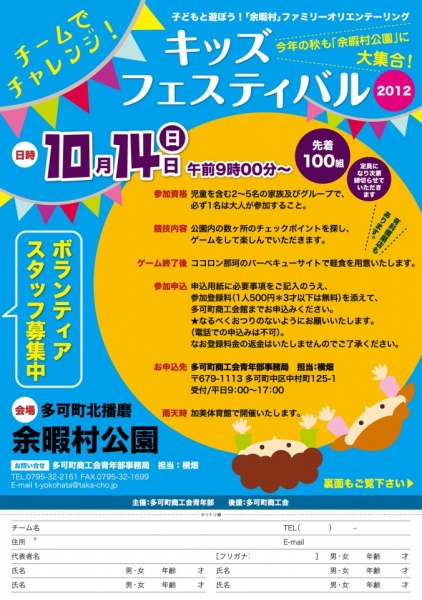 子どもと遊ぼう!「余暇村」ファミリーオリエンテーリング
チームで
チャレンジ!
キッズ
フェスティバル
2012
今年の秋も「余暇村公園」に
大集合!
日時
10月14日
日
午前9時00分〜
先着
100組
定員に
なり次第
締切らせて
いただきます
参加資格 児童を含む2〜5名の家族及びグループで、
必ず1名は大人が参加すること。
競技内容 公園内の数ヶ所のチェックポイントを探し、
ゲームをして楽しんでいただきます。
ゲーム終了後 ココロン那珂のバーベキューサイトで軽食を用意いたします。
参加申込 申込用紙に必要事項をご記入のうえ、
参加登録料(1人500円*3才以下は無料)を添えて、
多可町商工会までお申込みください。
★なるべくおつりのないようにお願いいたします。
(電話での申込みは不可)。
なお登録料金の返金はいたしませんのでご了承ください。
お申込先 多可町商工会青年部事務局 担当:横畑
〒679-1113 多可町中区中村町125-1
受付/平日9:00〜17:00
雨天時 加美体育館で開催いたします。
ボランティア
スタッフ募集中
会場 多可町北播磨
余暇村公園
お問い合せ 多可町商工会青年部事務局 担当:横畑
TEL.0795-32-2161 FAX.0795-32-1699
E-mail t-yokohata@taka-cho.jp
裏面もご覧下さい▶
主催:多可町商工会青年部 後援:多可町商工会
キリトリ線
チーム名 TEL( ) -
住所 〒 E-mail
代表者名 [フリガナ: ] 男・女 年齢 才
氏名 男・女 年齢 才 氏名 男・女 年齢 才
氏名 男・女 年齢 才 氏名 男・女 年齢 才